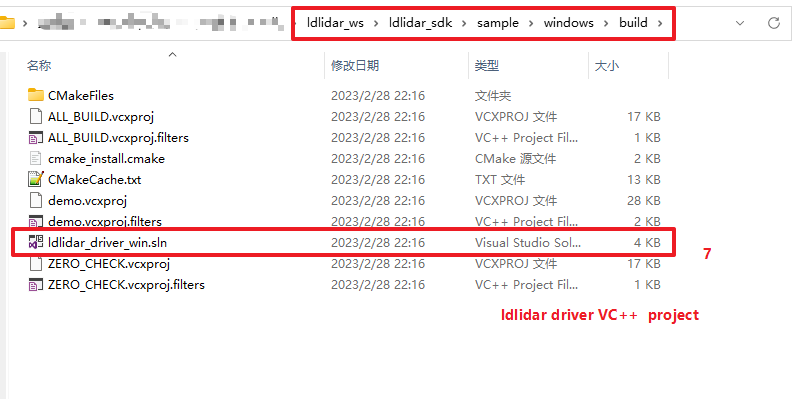 ldlidar_ws > ldlidar_sdk > sample > windows > build >
名称 修改日期 类型 大小
CMakeFiles 2023/2/28 22:16 文件夹
ALL_BUILD.vcxproj 2023/2/28 22:16 VCXPROJ 文件 17 KB
ALL_BUILD.vcxproj.filters 2023/2/28 22:16 VC++ Project Fil... 1 KB
cmake_install.cmake 2023/2/28 22:16 CMake 源文件 2 KB
CMakeCache.txt 2023/2/28 22:16 TXT 文件 13 KB
demo.vcxproj 2023/2/28 22:16 VCXPROJ 文件 28 KB
demo.vcxproj.filters 2023/2/28 22:16 VC++ Project Fil... 2 KB
ldlidar_driver_win.sln 2023/2/28 22:16 Visual Studio Sol... 4 KB
7
ZERO_CHECK.vcxproj 2023/2/28 22:16 VCXPROJ 文件 17 KB
ZERO_CHECK.vcxproj.filters 2023/2/28 22:16 VC++ Project Fil... 1 KB
ldlidar driver VC++ project